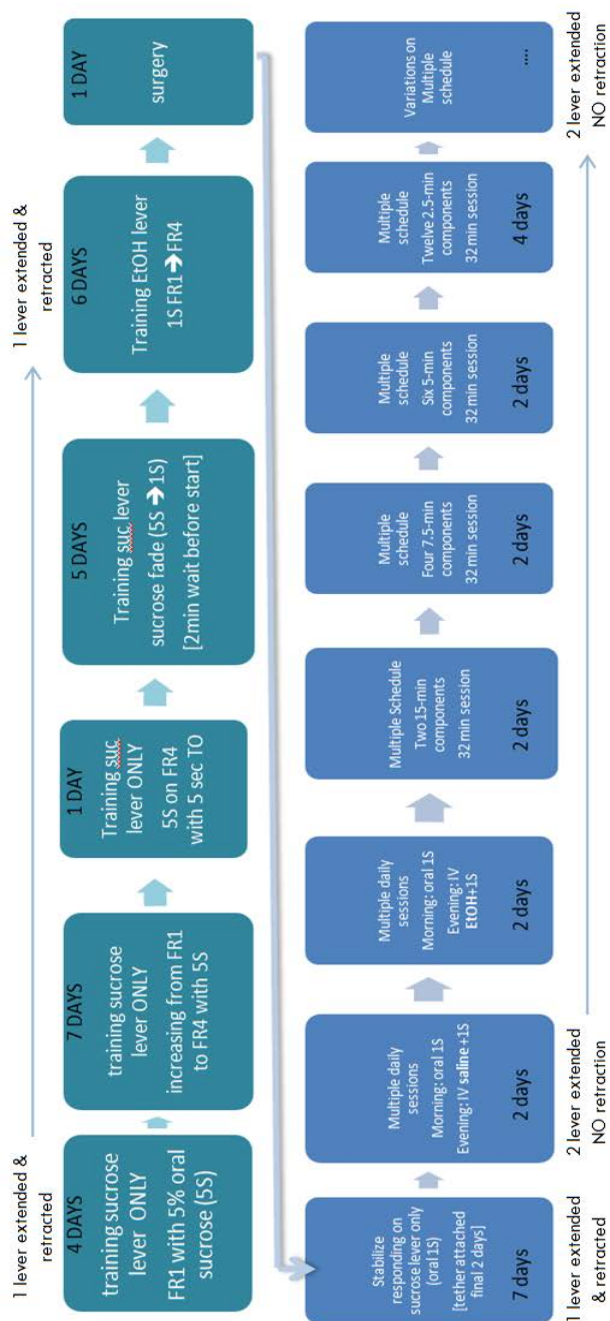 1 lever extended &
retracted
1 lever extended &
retracted
4 DAYS
training sucrose
lever ONLY
FR1 with 5% oral
sucrose (5S)
7 DAYS
training sucrose
lever ONLY
increasing from FR1
to FR4 with 5S
1 DAY
Training suc
lever ONLY
5S on FR4
with 5 sec TO
5 DAYS
Training suc lever
sucrose fade (5S ➔1S)
[2min wait before start]
6 DAYS
Training EtOH lever
1S FR1➔FR4
1 DAY
surgery
Stabilize
responding on
sucrose lever only
(oral 1S)
[tether attached
final 2 days]
7 days
Multiple daily
sessions
Morning: oral 1S
Evening: IV saline +1S
2 days
Multiple daily
sessions
Morning: oral 1S
Evening: IV
EtOH+1S
2 days
Multiple Schedule
Two 15-min
components
32 min session
2 days
Multiple
schedule
Four 7.5-min
components
32 min session
2 days
Multiple
schedule
Six 5-min
components
32 min session
2 days
Multiple
schedule
Twelve 2.5-min
components
32 min session
4 days
Variations on
Multiple
schedule
....
1 lever extended
& retracted
2 lever extended
NO retraction
2 lever extended
NO retraction